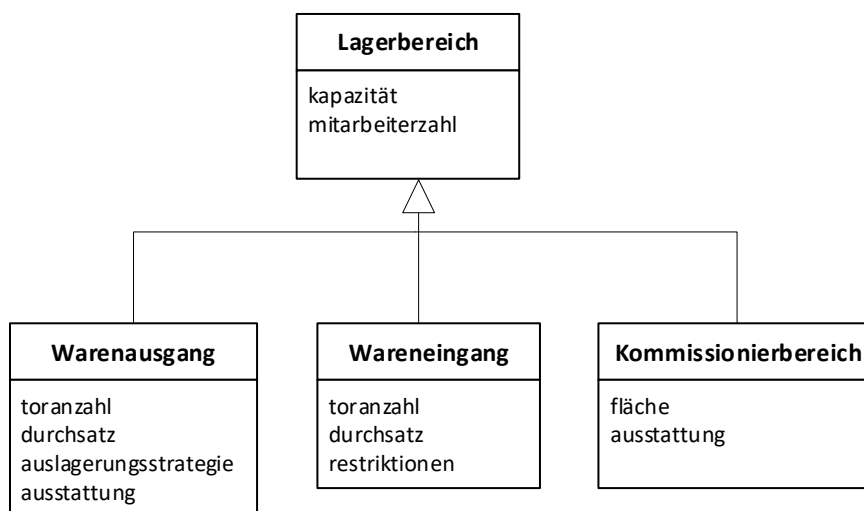 Lagerbereich
kapazität
mitarbeiterzahl
Warenausgang
toranzahl
durchsatz
auslagerungsstrategie
ausstattung
Wareneingang
toranzahl
durchsatz
restriktionen
Kommissionierbereich
fläche
ausstattung